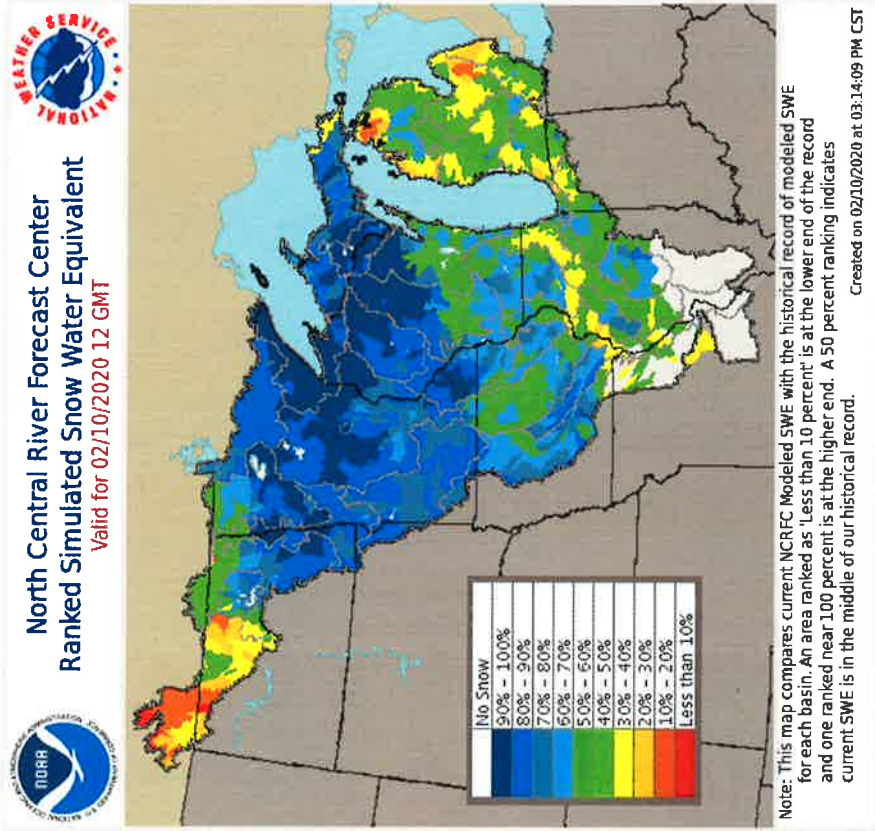 North Central River Forecast Center
Ranked Simulated Snow Water Equivalent
Valid for 02/10/2020 12 GMT
NOAA
NATIONAL WEATHER SERVICE
No Snow
90% - 100%
80% - 90%
70% - 80%
60% - 70%
50% - 60%
40% - 50%
30% - 40%
20% - 30%
10% - 20%
Less than 10%
Note: This map compares current NCRFC Modeled SWE with the historical record of modeled SWE
for each basin. An area ranked as 'Less than 10 percent' is at the lower end of the record
and one ranked near 100 percent is at the higher end. A 50 percent ranking indicates
current SWE is in the middle of our historical record.
Created on 02/10/2020 at 03:14:09 PM CST